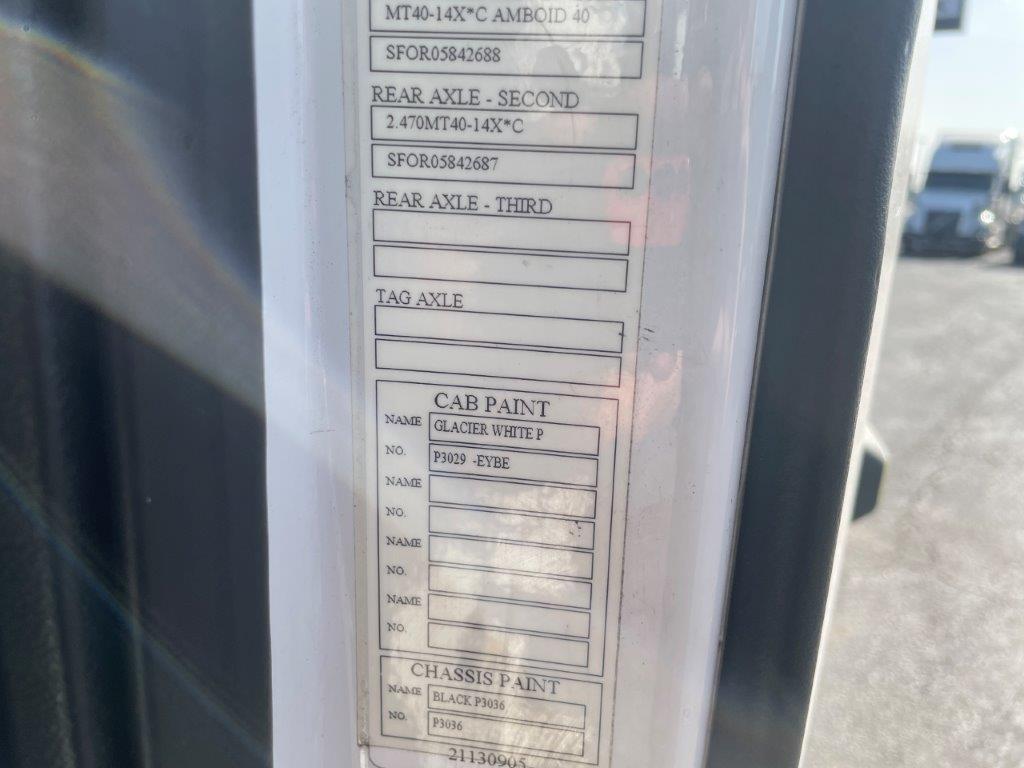 MT40-14X*C AMBOID 40
SFOR05842688
REAR AXLE - SECOND
2.470MT40-14X*C
SFOR05842687
REAR AXLE - THIRD
TAG AXLE
CAB PAINT
NAME GLACIER WHITE P
NO. P3029 -EYBE
NAME
NO.
NAME
NO.
NAME
NO.
CHASSIS PAINT
NAME BLACK P3036
NO. P3036
21130905